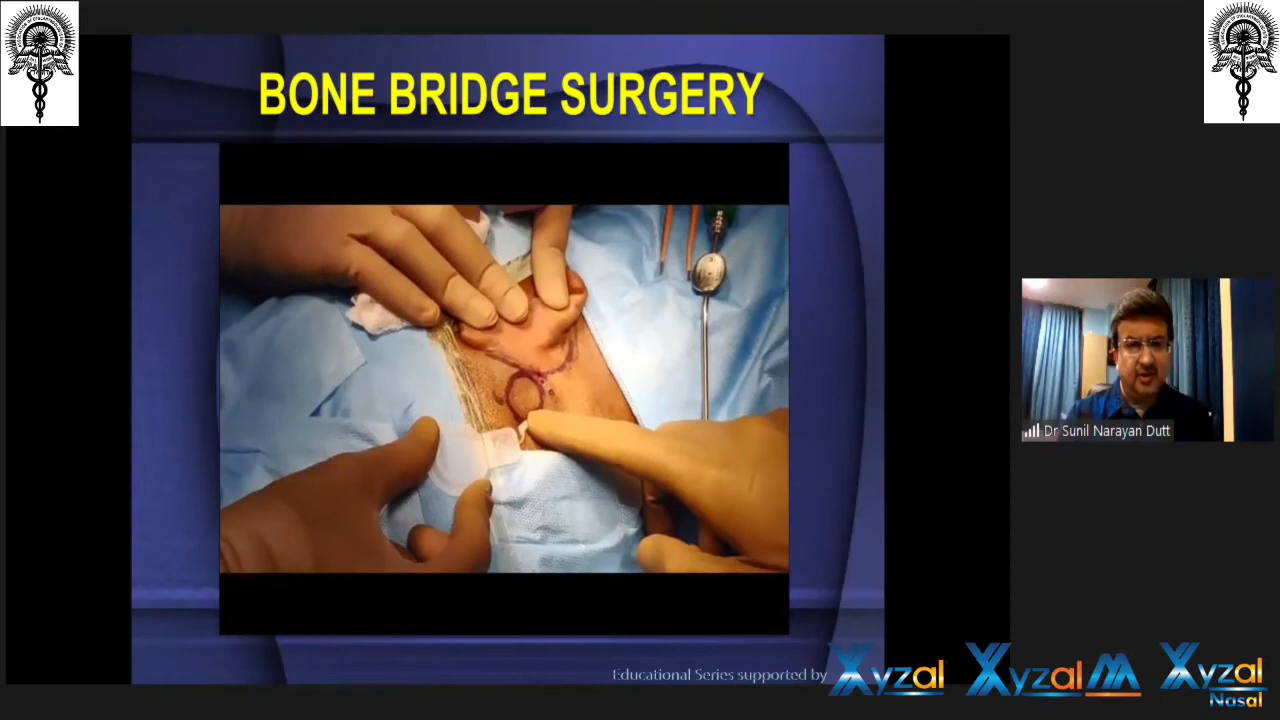 BONE BRIDGE SURGERY
Dr Sunil Narayan Dutt
Educational Series supported by
Xyzal
Xyzal M
Xyzal
Nasal